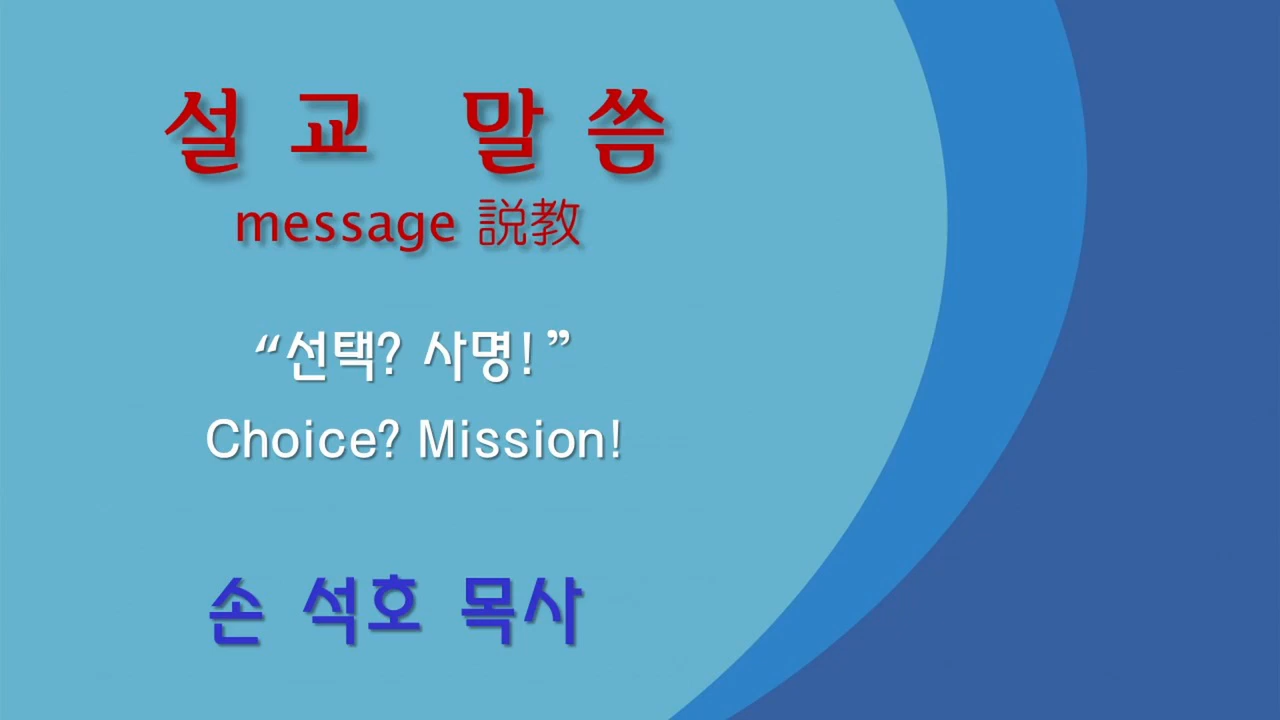 설 교 말 씀
message 説教
“선택? 사명!”
Choice? Mission!
손 석호 목사